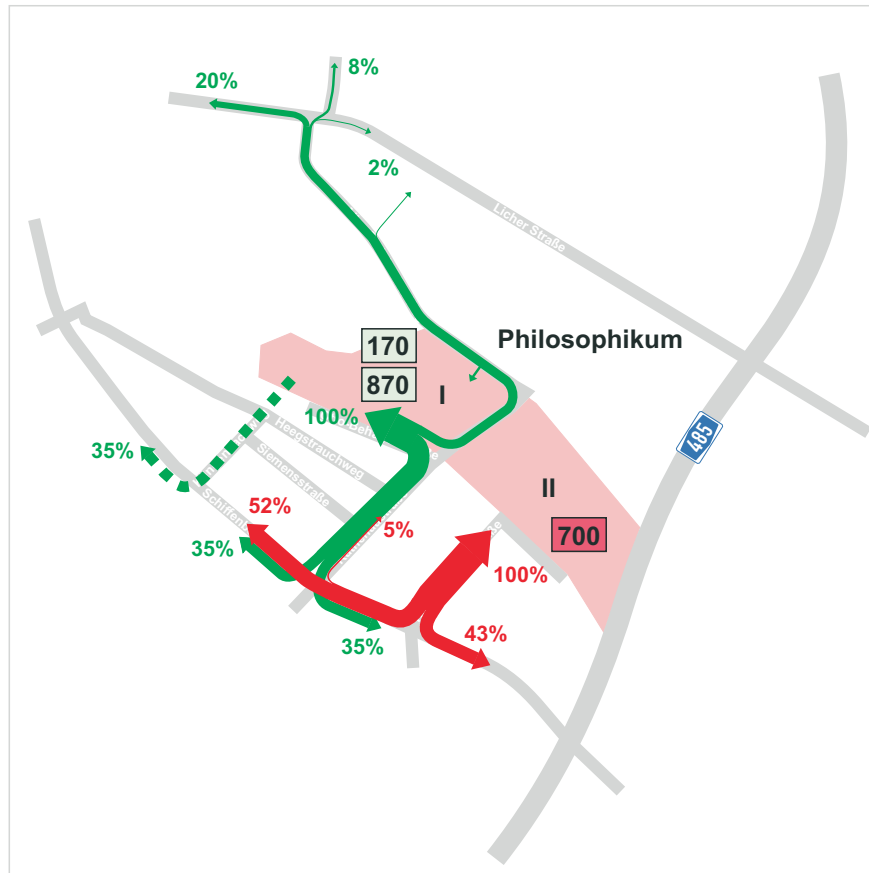 8%
20%
2%
Licher Straße
Philosophikum
170
870
I
100%
485
Heegstrauchweg
35%
Siemensstraße
II
52%
700
5%
35%
100%
43%
35%